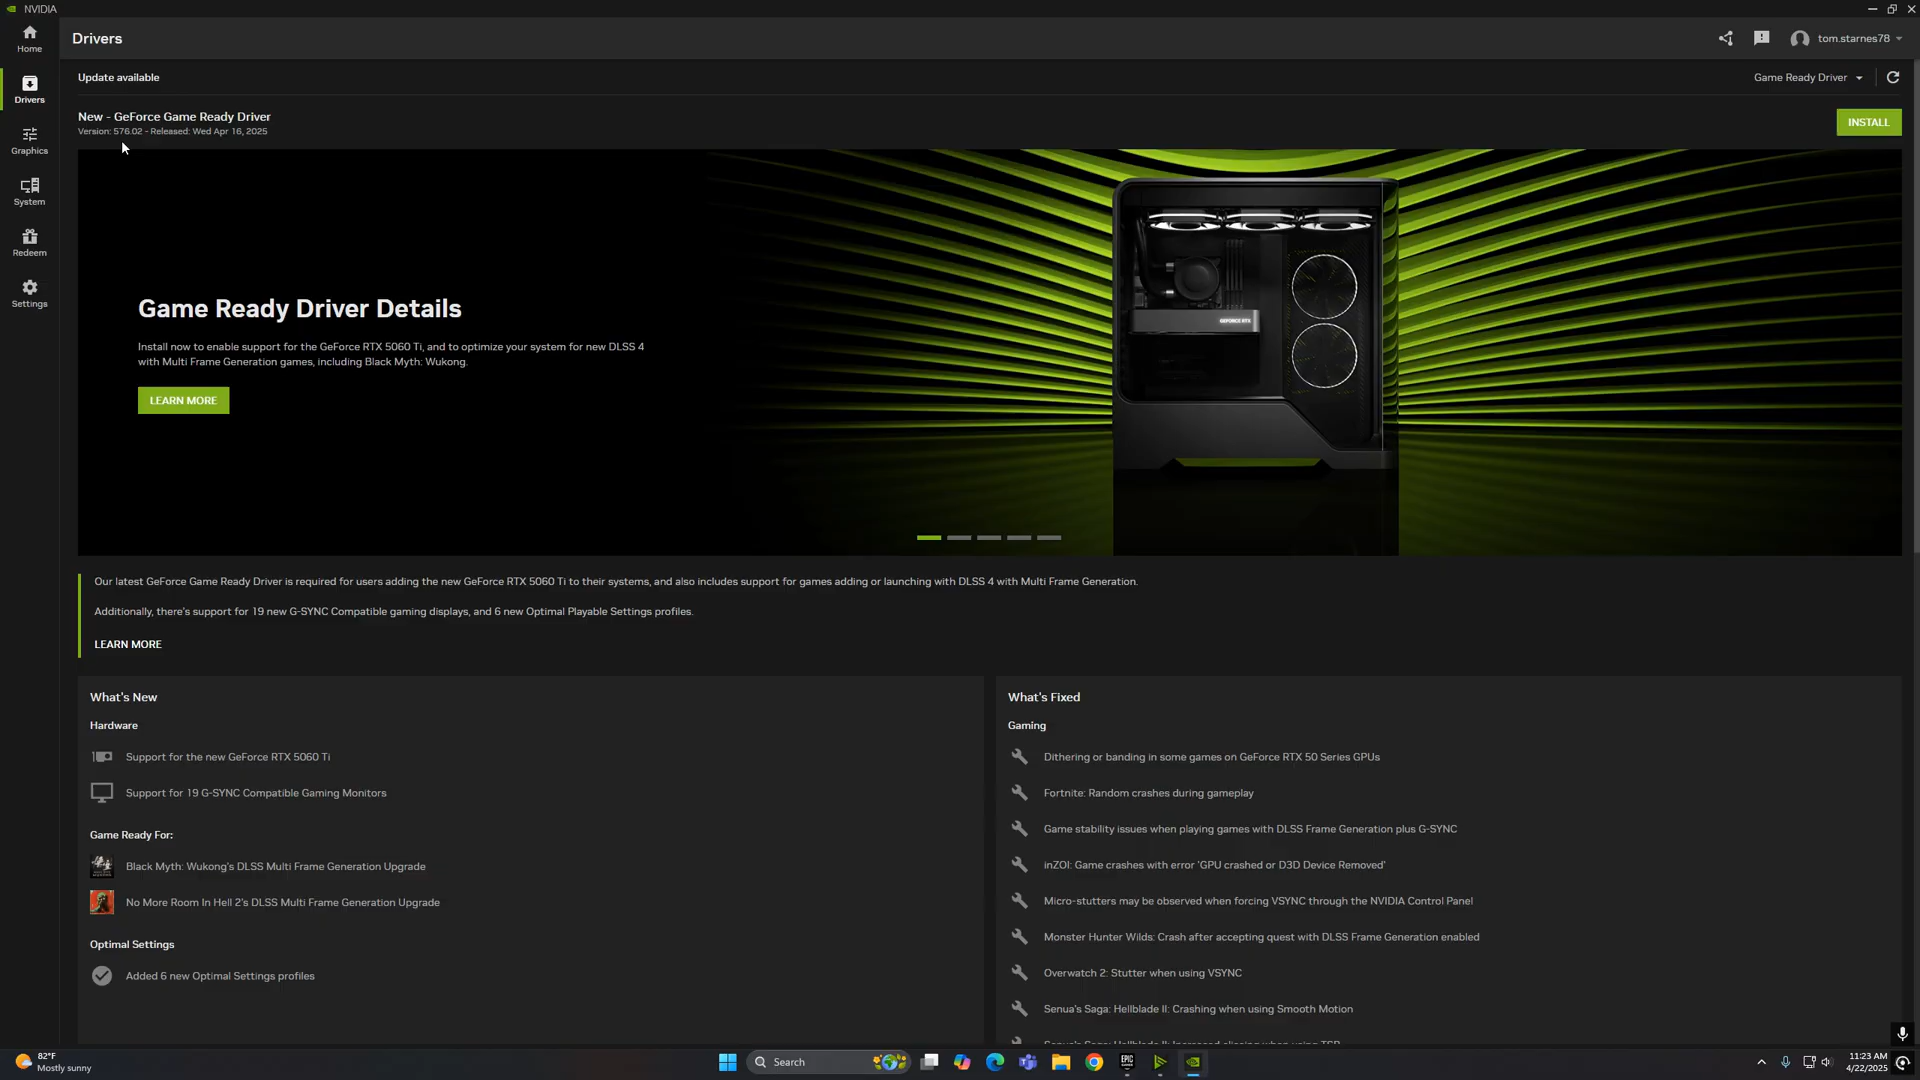 NVIDIA
Home
Drivers
tom.starnes78
Drivers
Update available
Game Ready Driver
New - GeForce Game Ready Driver
Version: 576.02 - Released: Wed Apr 16, 2025
INSTALL
Graphics
System
Redeem
Settings
GEFORCE RTX
Game Ready Driver Details
Install now to enable support for the GeForce RTX 5060 Ti, and to optimize your system for new DLSS 4
with Multi Frame Generation games, including Black Myth: Wukong.
LEARN MORE
Our latest GeForce Game Ready Driver is required for users adding the new GeForce RTX 5060 Ti to their systems, and also includes support for games adding or launching with DLSS 4 with Multi Frame Generation.
Additionally, there's support for 19 new G-SYNC Compatible gaming displays, and 6 new Optimal Playable Settings profiles.
LEARN MORE
What's New
Hardware
Support for the new GeForce RTX 5060 Ti
Support for 19 G-SYNC Compatible Gaming Monitors
Game Ready For:
Black Myth: Wukong's DLSS Multi Frame Generation Upgrade
No More Room In Hell 2's DLSS Multi Frame Generation Upgrade
Optimal Settings
Added 6 new Optimal Settings profiles
What's Fixed
Gaming
Dithering or banding in some games on GeForce RTX 50 Series GPUs
Fortnite: Random crashes during gameplay
Game stability issues when playing games with DLSS Frame Generation plus G-SYNC
inZOI: Game crashes with error 'GPU crashed or D3D Device Removed'
Micro-stutters may be observed when forcing VSYNC through the NVIDIA Control Panel
Monster Hunter Wilds: Crash after accepting quest with DLSS Frame Generation enabled
Overwatch 2: Stutter when using VSYNC
Senua's Saga: Hellblade II: Crashing when using Smooth Motion
82°F
Mostly sunny
Search
EPIC
11:23 AM
4/22/2025